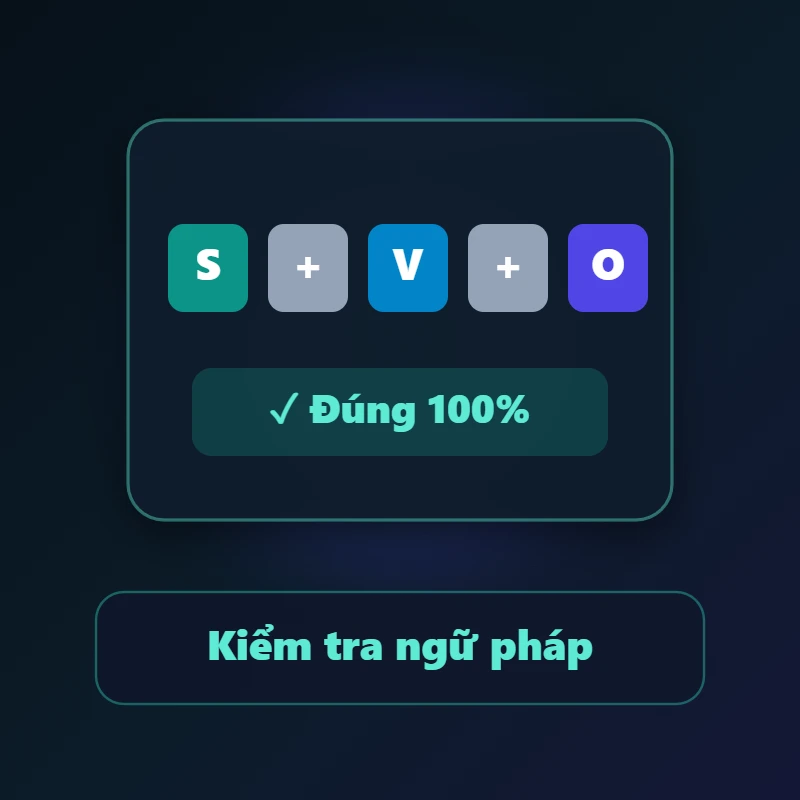 S + V + O
✓ Đúng 100%
Kiểm tra ngữ pháp